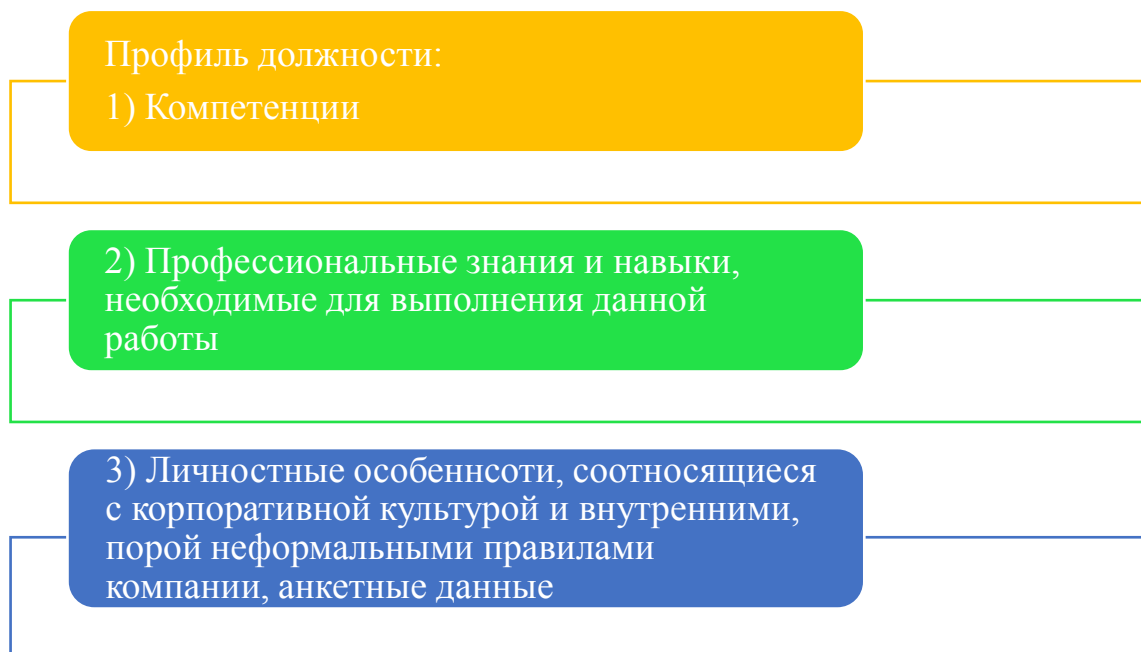 Профиль должности:
1) Компетенции
2) Профессиональные знания и навыки,
необходимые для выполнения данной
работы
3) Личностные особеннсоти, соотносящиеся
с корпоративной культурой и внутренними,
порой неформальными правилами
компании, анкетные данные